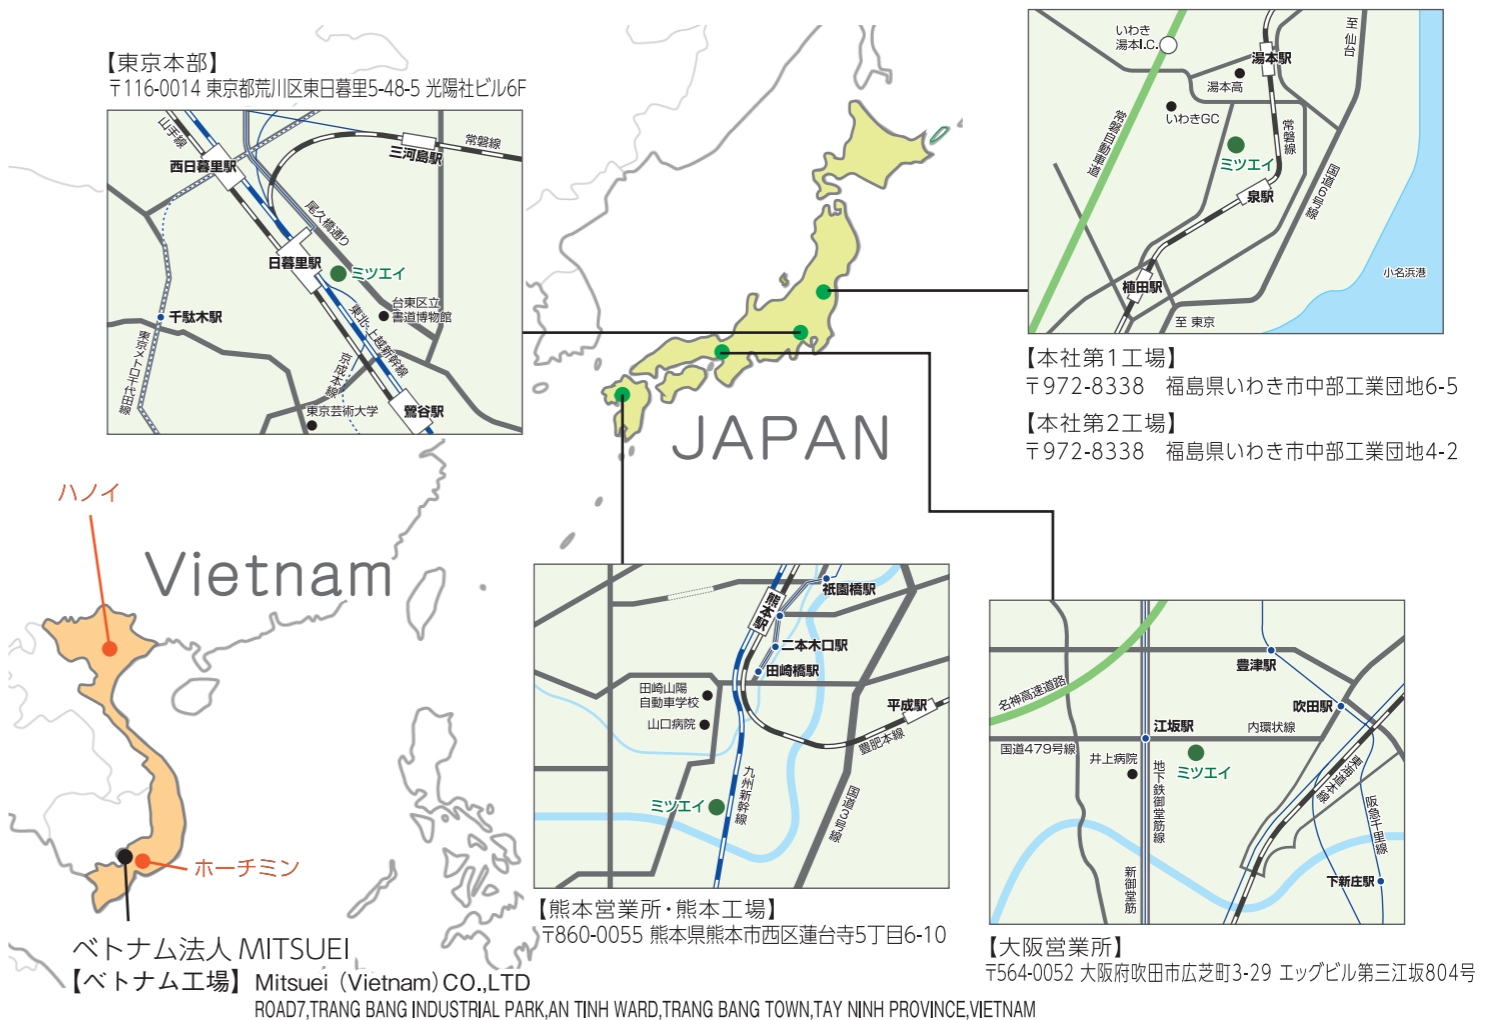 【東京本部】
〒116-0014 東京都荒川区東日暮里5-48-5 光陽社ビル6F
山手線
西日暮里駅
三河島駅
常磐線
尾久橋通り
日暮里駅
ミツエイ
台東区立
書道博物館
千駄木駅
東北・上越新幹線
東京メトロ千代田線
京成本線
東京芸術大学
鶯谷駅
JAPAN
いわき
湯本I.C.
湯本駅
至 仙台
湯本高
いわきGC
常磐自動車道
常磐線
ミツエイ
国道6号線
泉駅
植田駅
小名浜港
至 東京
【本社第1工場】
〒972-8338 福島県いわき市中部工業団地6-5
【本社第2工場】
〒972-8338 福島県いわき市中部工業団地4-2
ハノイ
Vietnam
ホーチミン
ベトナム法人 MITSUEI
【ベトナム工場】 Mitsuei (Vietnam) CO.,LTD
ROAD7,TRANG BANG INDUSTRIAL PARK,AN TINH WARD,TRANG BANG TOWN,TAY NINH PROVINCE,VIETNAM
熊本駅
祇園橋駅
二本木口駅
田崎橋駅
田崎山陽
自動車学校
山口病院
平成駅
豊肥本線
九州新幹線
国道3号線
ミツエイ
【熊本営業所・熊本工場】
〒860-0055 熊本県熊本市西区蓮台寺5丁目6-10
名神高速道路
豊津駅
吹田駅
江坂駅
内環状線
国道479号線
井上病院
ミツエイ
地下鉄御堂筋線
東海道本線
阪急千里線
新御堂筋
下新庄駅
【大阪営業所】
〒564-0052 大阪府吹田市広芝町3-29 エッグビル第三江坂804号